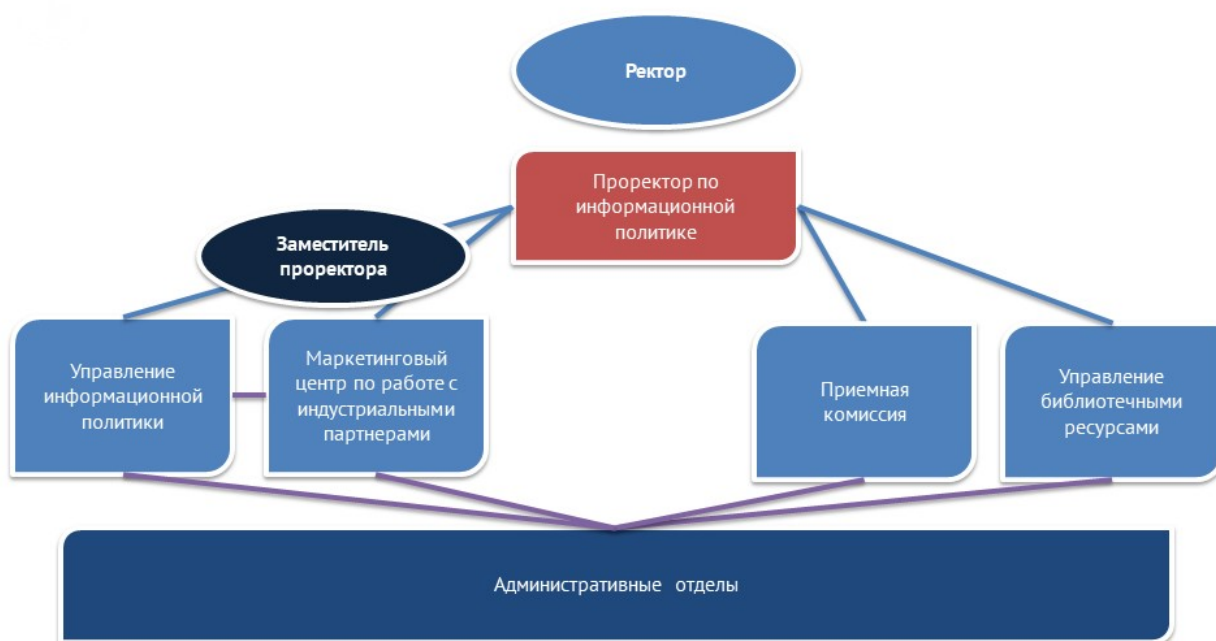 Ректор
Проректор по
информационной
политике
Заместитель
проректора
Управление
информационной
политики
Маркетинговый
центр по работе с
индустриальными
партнерами
Приемная
комиссия
Управление
библиотечными
ресурсами
Административные отделы